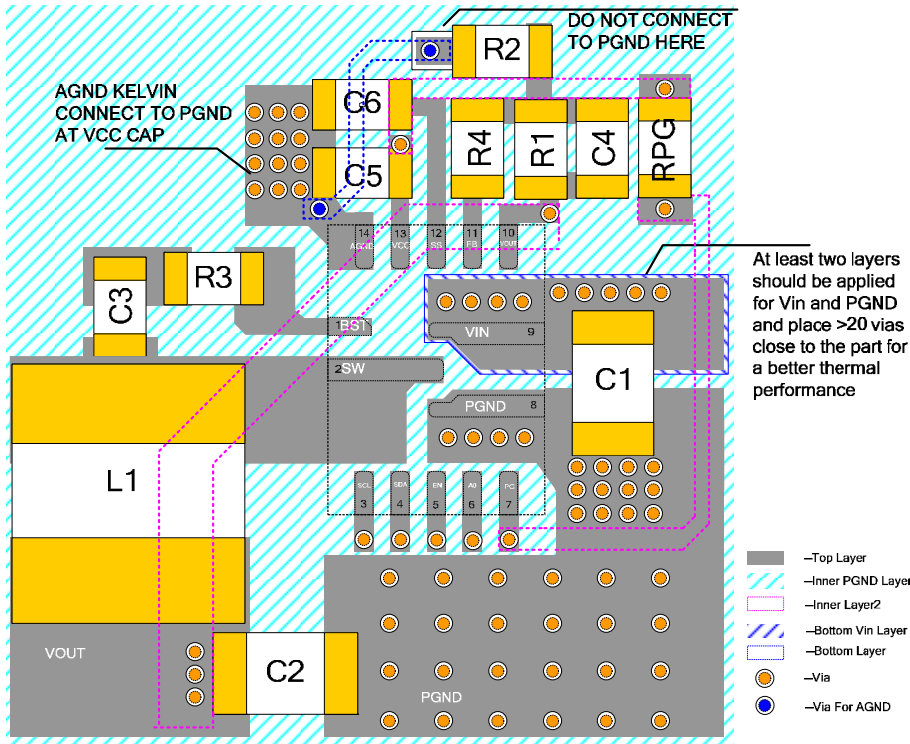 DO NOT CONNECT
TO PGND HERE
R2
AGND KELVIN
CONNECT TO PGND
AT VCC CAP
C6
C5
R4
R1
C4
RPG
14
13
12
11
10
AGND
VCC
SS
FB
VOUT
At least two layers
should be applied
for Vin and PGND
and place >20 vias
close to the part for
a better thermal
performance
C3
R3
1
BST
VIN
9
2
SW
C1
PGND
8
L1
SCL
SDA
EN
A0
PG
3
4
5
6
7
–Top Layer
–Inner PGND Layer
–Inner Layer2
–Bottom Vin Layer
–Bottom Layer
–Via
–Via For AGND
VOUT
C2
PGND